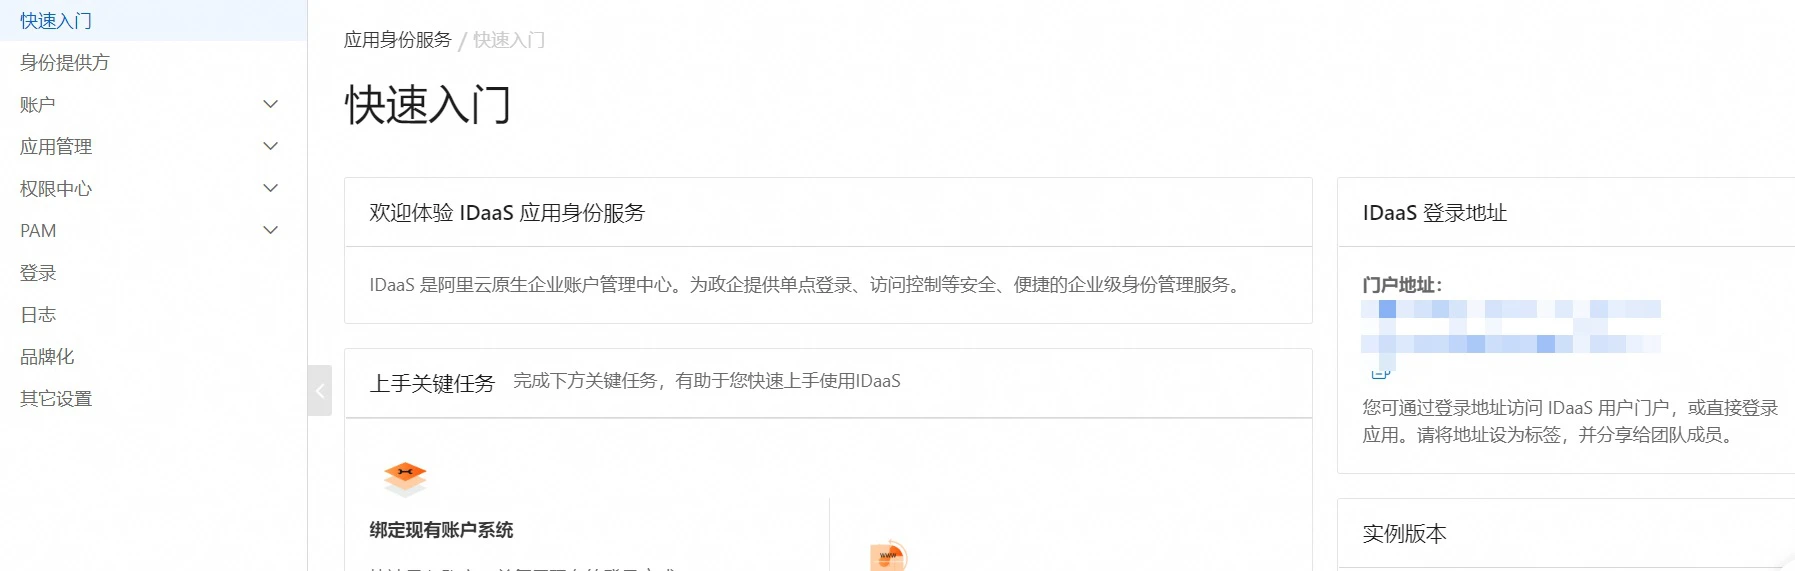 快速入门
身份提供方
账户
应用管理
权限中心
PAM
登录
日志
品牌化
其它设置
应用身份服务 / 快速入门
快速入门
欢迎体验 IDaaS 应用身份服务
IDaaS 是阿里云原生企业账户管理中心。为政企提供单点登录、访问控制等安全、便捷的企业级身份管理服务。
上手关键任务 完成下方关键任务，有助于您快速上手使用IDaaS
绑定现有账户系统
WWW
IDaaS 登录地址
门户地址：
您可通过登录地址访问 IDaaS 用户门户，或直接登录
应用。请将地址设为标签，并分享给团队成员。
实例版本